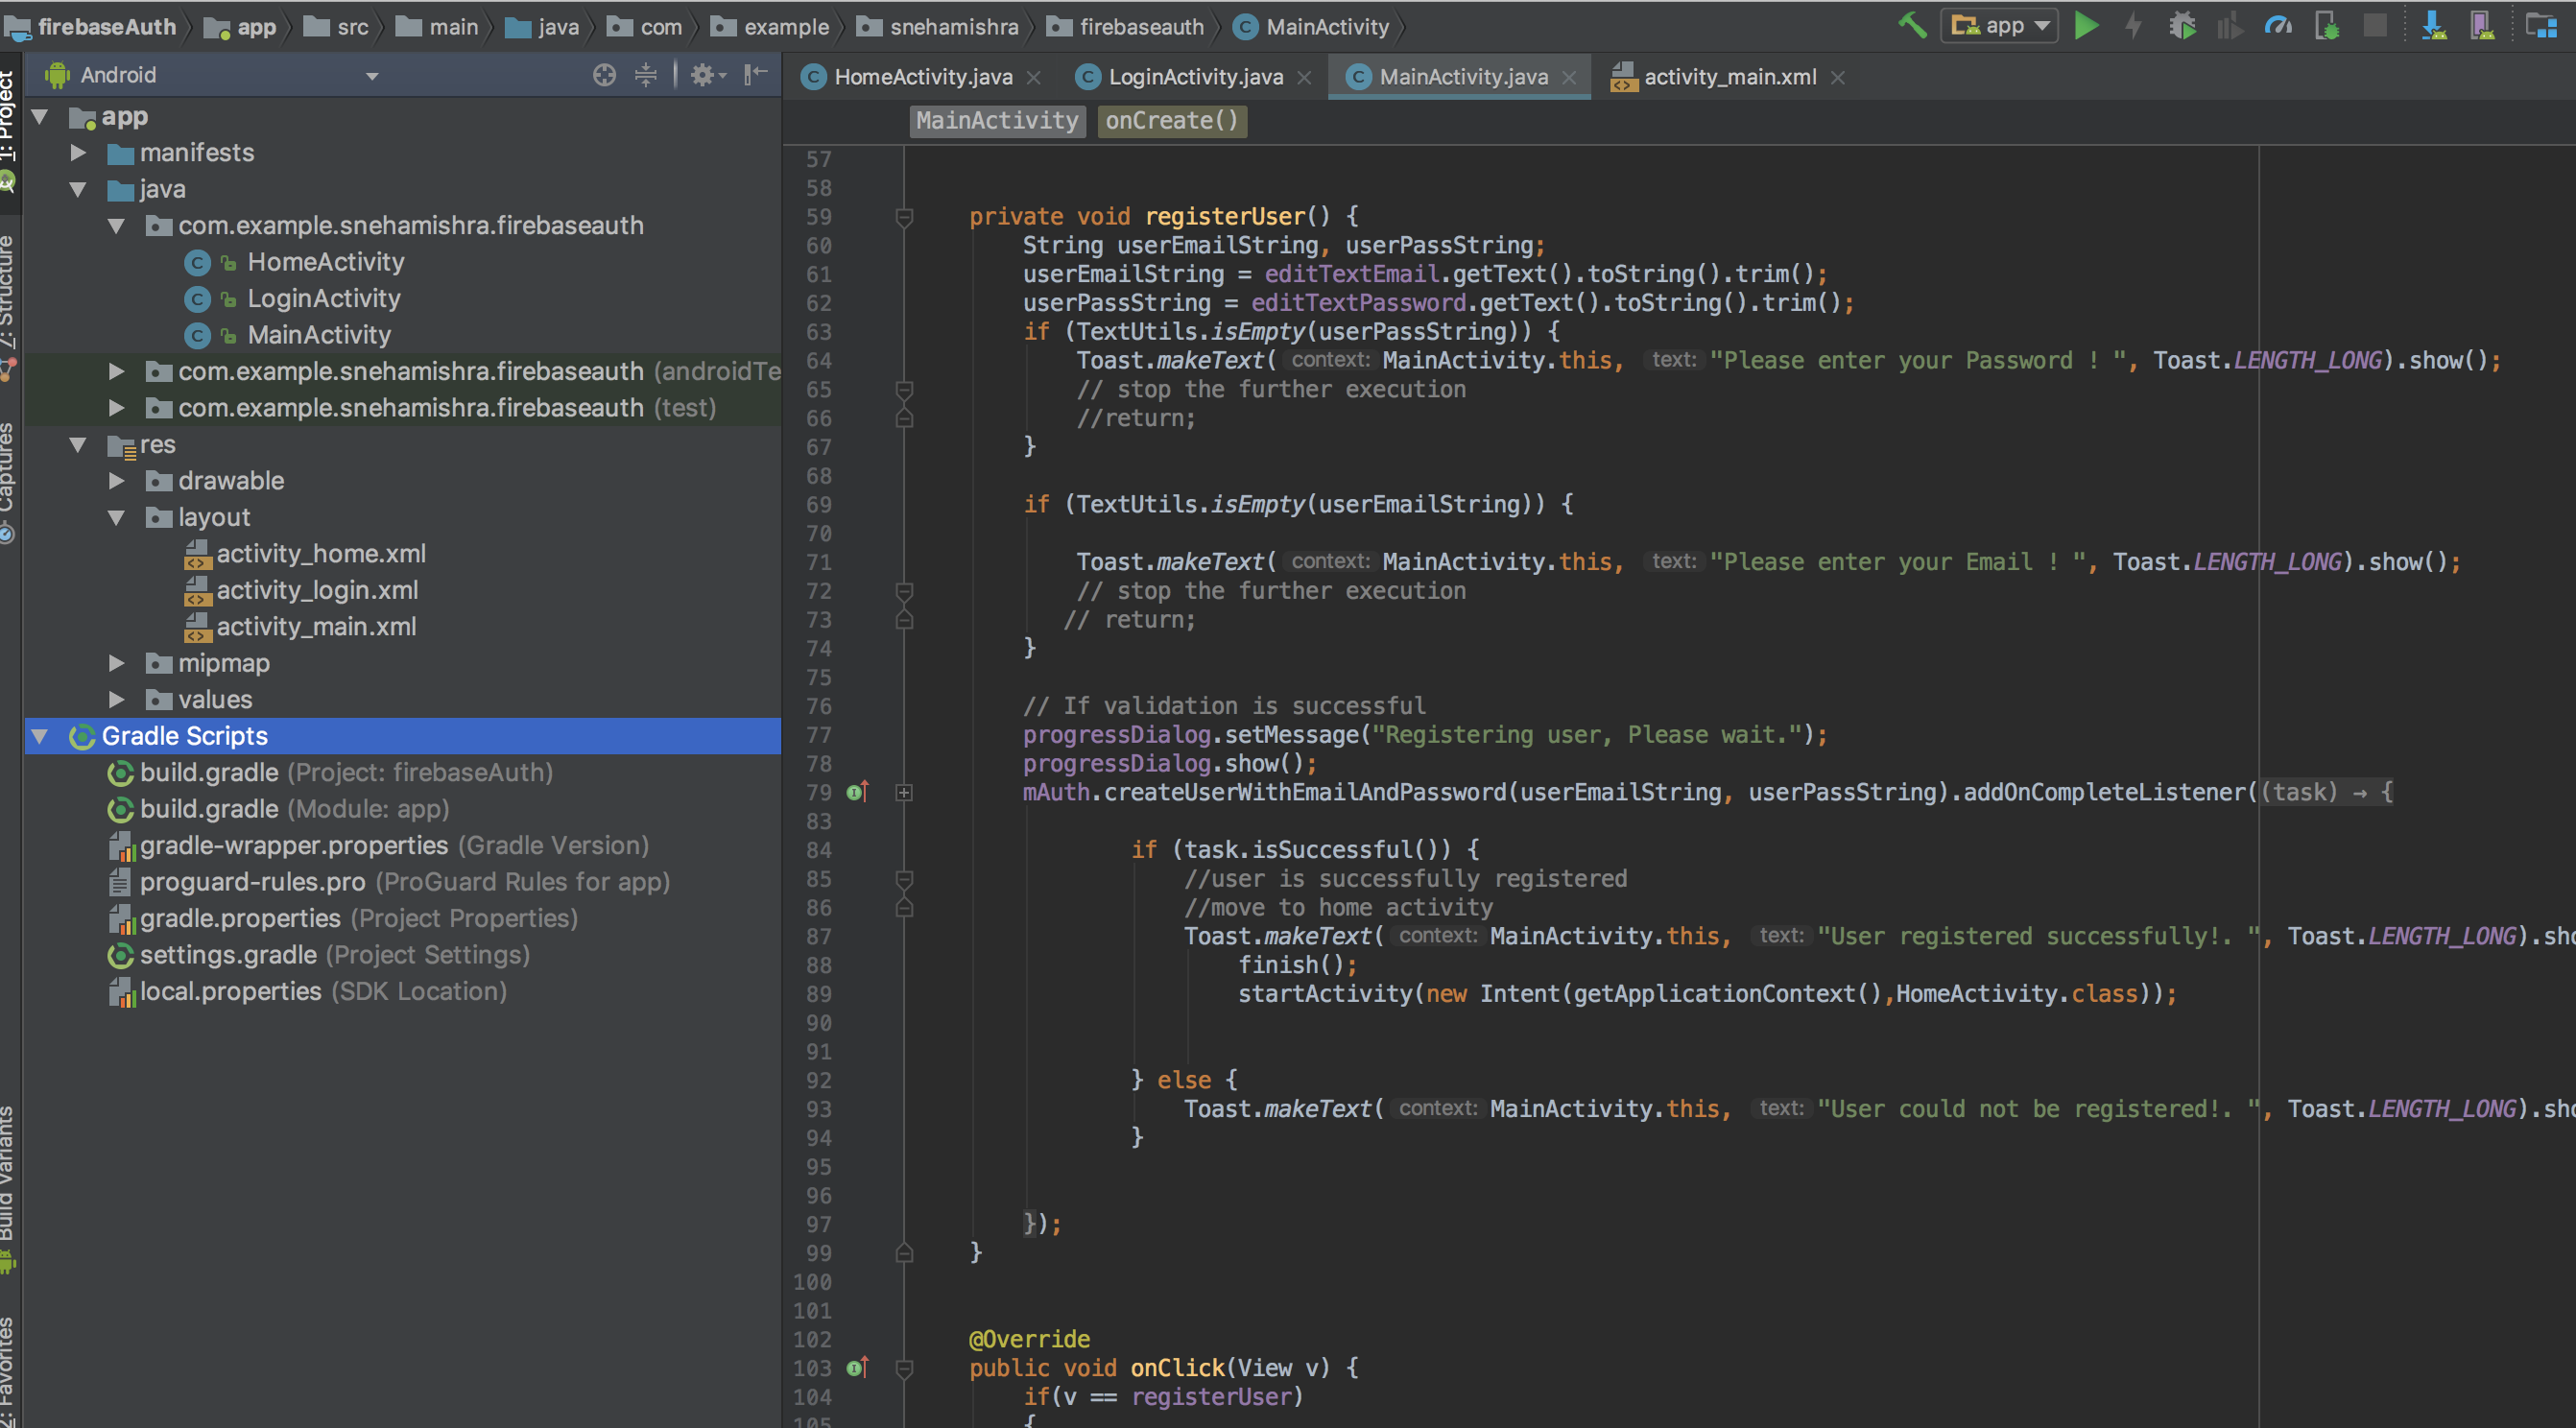 firebaseAuth app src main java com example snehamishra firebaseauth MainActivity
app
1: Project
Z: Structure
Captures
Build Variants
2: Favorites
Android
app
manifests
java
com.example.snehamishra.firebaseauth
HomeActivity
LoginActivity
MainActivity
com.example.snehamishra.firebaseauth (androidTe
com.example.snehamishra.firebaseauth (test)
res
drawable
layout
activity_home.xml
activity_login.xml
activity_main.xml
mipmap
values
Gradle Scripts
build.gradle (Project: firebaseAuth)
build.gradle (Module: app)
gradle-wrapper.properties (Gradle Version)
proguard-rules.pro (ProGuard Rules for app)
gradle.properties (Project Properties)
settings.gradle (Project Settings)
local.properties (SDK Location)
HomeActivity.java LoginActivity.java MainActivity.java activity_main.xml
MainActivity onCreate()
57
58
59 private void registerUser() {
60 String userEmailString, userPassString;
61 userEmailString = editTextEmail.getText().toString().trim();
62 userPassString = editTextPassword.getText().toString().trim();
63 if (TextUtils.isEmpty(userPassString)) {
64 Toast.makeText( context: MainActivity.this, text: "Please enter your Password ! ", Toast.LENGTH_LONG).show();
65 // stop the further execution
66 //return;
67 }
68
69 if (TextUtils.isEmpty(userEmailString)) {
70
71 Toast.makeText( context: MainActivity.this, text: "Please enter your Email ! ", Toast.LENGTH_LONG).show();
72 // stop the further execution
73 // return;
74 }
75
76 // If validation is successful
77 progressDialog.setMessage("Registering user, Please wait.");
78 progressDialog.show();
79 mAuth.createUserWithEmailAndPassword(userEmailString, userPassString).addOnCompleteListener((task) → {
83
84 if (task.isSuccessful()) {
85 //user is successfully registered
86 //move to home activity
87 Toast.makeText( context: MainActivity.this, text: "User registered successfully!. ", Toast.LENGTH_LONG).sho
88 finish();
89 startActivity(new Intent(getApplicationContext(),HomeActivity.class));
90
91
92 } else {
93 Toast.makeText( context: MainActivity.this, text: "User could not be registered!. ", Toast.LENGTH_LONG).sho
94 }
95
96
97 });
99 }
100
101
102 @Override
103 public void onClick(View v) {
104 if(v == registerUser)
105 {